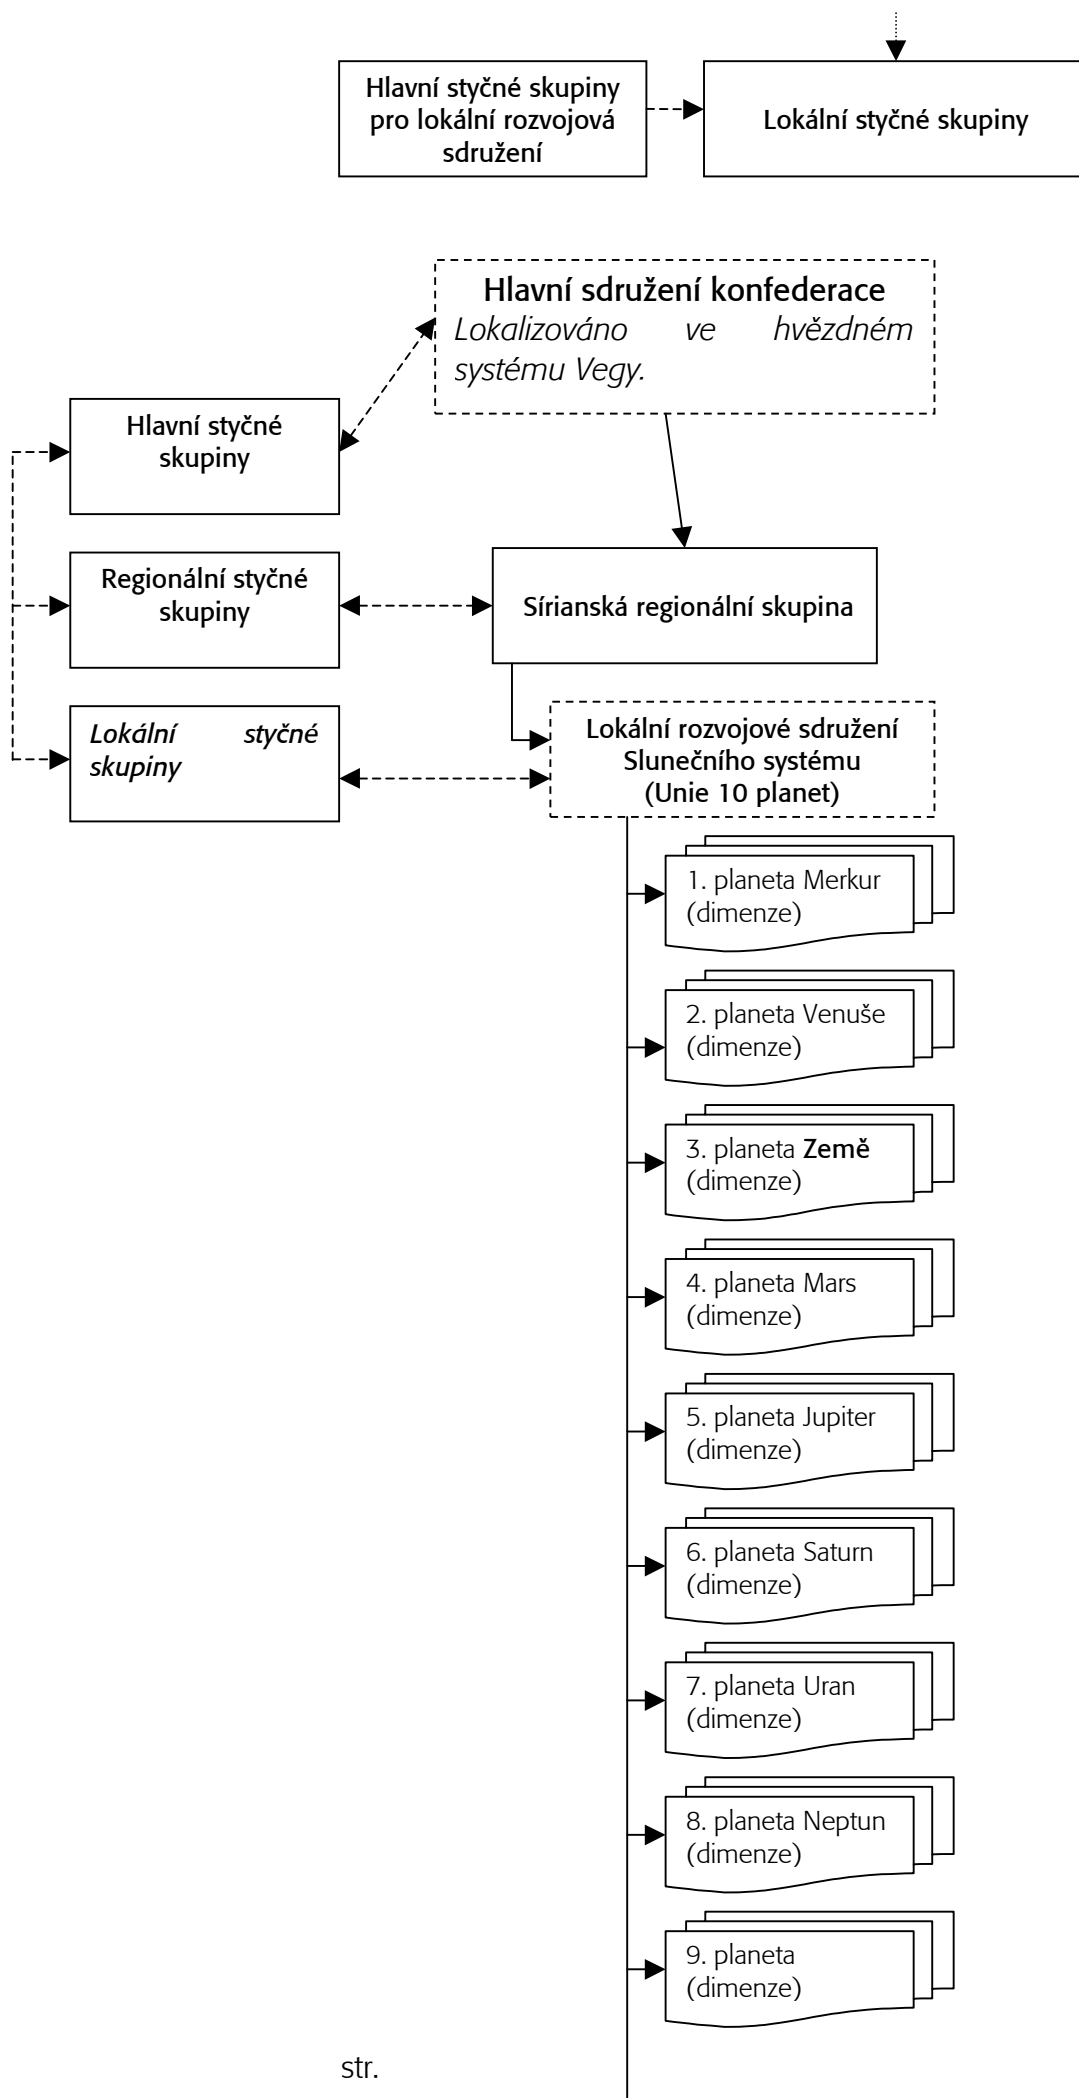 Hlavní styčné skupiny
pro lokální rozvojová
sdružení
Lokální styčné skupiny
Hlavní sdružení konfederace
Lokalizováno ve hvězdném
systému Vegy.
Hlavní styčné
skupiny
Regionální styčné
skupiny
Sírianská regionální skupina
Lokální styčné
skupiny
Lokální rozvojové sdružení
Slunečního systému
(Unie 10 planet)
1. planeta Merkur
(dimenze)
2. planeta Venuše
(dimenze)
3. planeta Země
(dimenze)
4. planeta Mars
(dimenze)
5. planeta Jupiter
(dimenze)
6. planeta Saturn
(dimenze)
7. planeta Uran
(dimenze)
8. planeta Neptun
(dimenze)
9. planeta
(dimenze)
str.